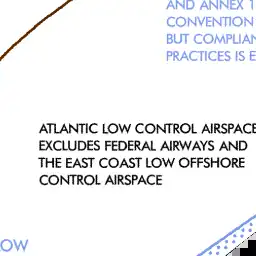 AND ANNEX 1
CONVENTION
BUT COMPLIAN
PRACTICES IS E
ATLANTIC LOW CONTROL AIRSPACE
EXCLUDES FEDERAL AIRWAYS AND
THE EAST COAST LOW OFFSHORE
CONTROL AIRSPACE
OW